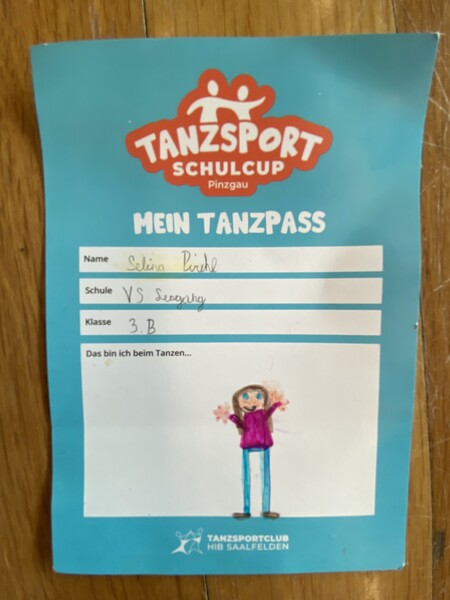 TANZSPORT
SCHULCUP
Pinzgau
MEIN TANZPASS
Name Selina
Schule VS Leogang
Klasse 3.B
Das bin ich beim Tanzen...
TANZSPORTCLUB
HIB SAALFELDEN